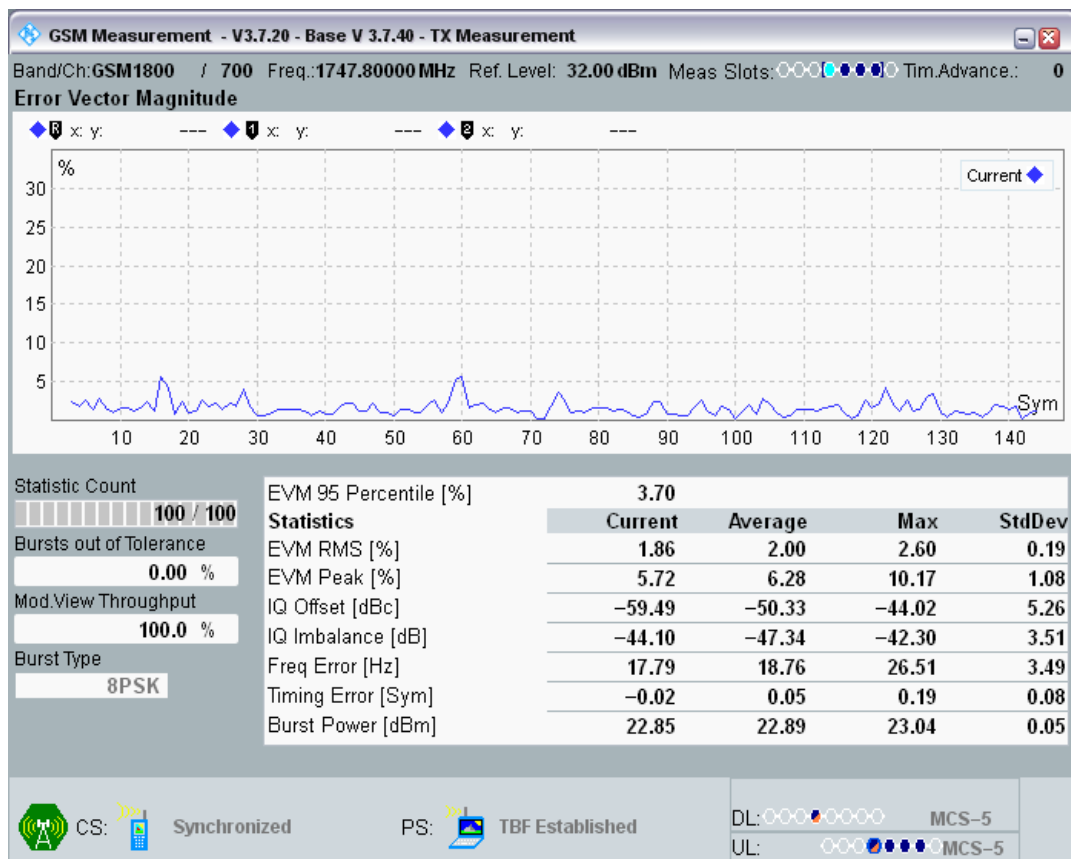 GSM Measurement - V3.7.20 - Base V 3.7.40 - TX Measurement
Band/Ch:GSM1800 / 700 Freq.:1747.80000 MHz Ref. Level: 32.00 dBm Meas Slots: Tim.Advance.: 0
Error Vector Magnitude
R x: y: --- 1 x: y: --- 2 x: y: ---
%
Current
30
25
20
15
10
5
Sym
10 20 30 40 50 60 70 80 90 100 110 120 130 140
Statistic Count
100 / 100
Bursts out of Tolerance
0.00 %
Mod.View Throughput
100.0 %
Burst Type
8PSK
EVM 95 Percentile [%] 3.70
Statistics Current Average Max StdDev
EVM RMS [%] 1.86 2.00 2.60 0.19
EVM Peak [%] 5.72 6.28 10.17 1.08
IQ Offset [dBc] −59.49 −50.33 −44.02 5.26
IQ Imbalance [dB] −44.10 −47.34 −42.30 3.51
Freq Error [Hz] 17.79 18.76 26.51 3.49
Timing Error [Sym] −0.02 0.05 0.19 0.08
Burst Power [dBm] 22.85 22.89 23.04 0.05
CS: Synchronized PS: TBF Established
DL: MCS−5
UL: MCS−5